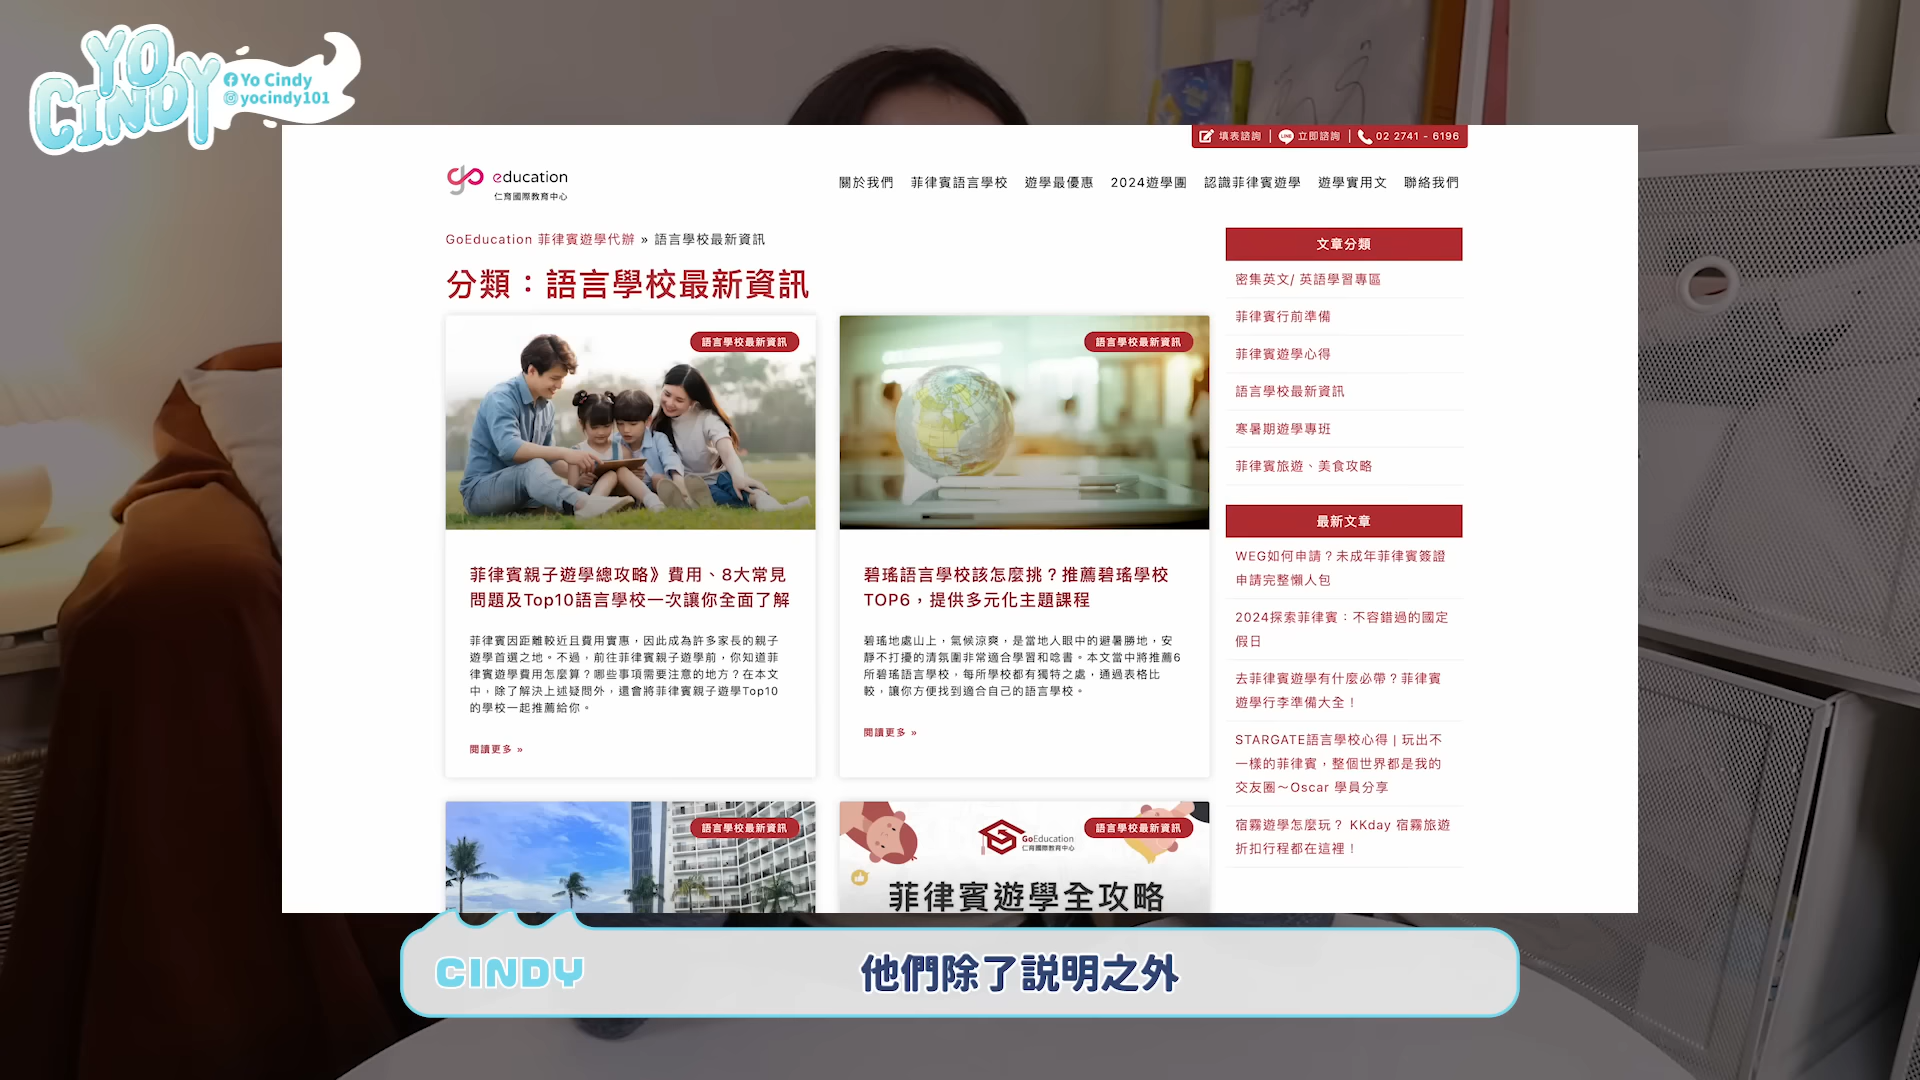 YO
CINDY
Yo Cindy
@yocindy101
填表諮詢 | 立即諮詢 | 02 2741 - 6196
go education
仁育國際教育中心
關於我們 菲律賓語言學校 遊學最優惠 2024遊學團 認識菲律賓遊學 遊學實用文 聯絡我們
GoEducation 菲律賓遊學代辦 » 語言學校最新資訊
分類：語言學校最新資訊
語言學校最新資訊
菲律賓親子遊學總攻略》費用、8大常見
問題及Top10語言學校一次讓你全面了解
菲律賓因距離較近且費用實惠，因此成為許多家長的親子
遊學首選之地。不過，前往菲律賓親子遊學前，你知道菲
律賓遊學費用怎麼算？哪些事項需要注意的地方？在本文
中，除了解決上述疑問外，還會將菲律賓親子遊學Top10
的學校一起推薦給你。
閱讀更多 »
語言學校最新資訊
碧瑤語言學校該怎麼挑？推薦碧瑤學校
TOP6，提供多元化主題課程
碧瑤地處山上，氣候涼爽，是當地人眼中的避暑勝地，安
靜不打擾的清氛圍非常適合學習和唸書。本文當中將推薦6
所碧瑤語言學校，每所學校都有獨特之處，通過表格比
較，讓你方便找到適合自己的語言學校。
閱讀更多 »
語言學校最新資訊
語言學校最新資訊
GoEducation
仁育國際教育中心
菲律賓遊學全攻略
文章分類
密集英文/ 英語學習專區
菲律賓行前準備
菲律賓遊學心得
語言學校最新資訊
寒暑期遊學專班
菲律賓旅遊、美食攻略
最新文章
WEG如何申請？未成年菲律賓簽證
申請完整懶人包
2024探索菲律賓：不容錯過的國定
假日
去菲律賓遊學有什麼必帶？菲律賓
遊學行李準備大全！
STARGATE語言學校心得 | 玩出不
一樣的菲律賓，整個世界都是我的
交友圈～Oscar 學員分享
宿霧遊學怎麼玩？ KKday 宿霧旅遊
折扣行程都在這裡！
CINDY
他們除了說明之外